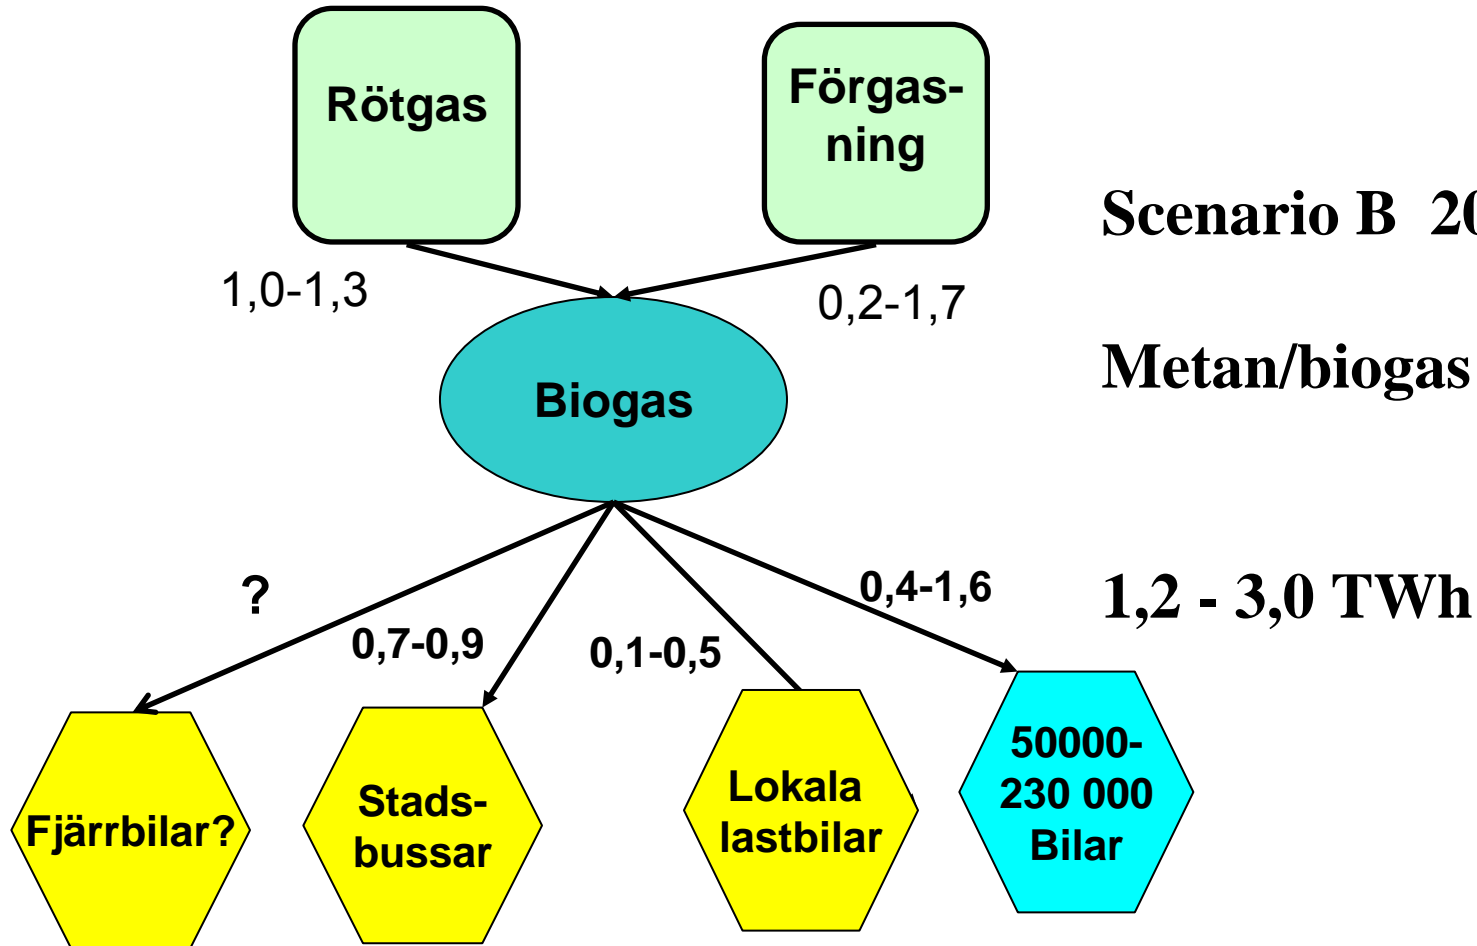 Rötgas
Förgas-
ning
Scenario B 20
1,0-1,3
0,2-1,7
Metan/biogas
Biogas
?
0,7-0,9
0,1-0,5
0,4-1,6
1,2 - 3,0 TWh
Fjärrbilar?
Stads-
bussar
Lokala
lastbilar
50000-
230 000
Bilar